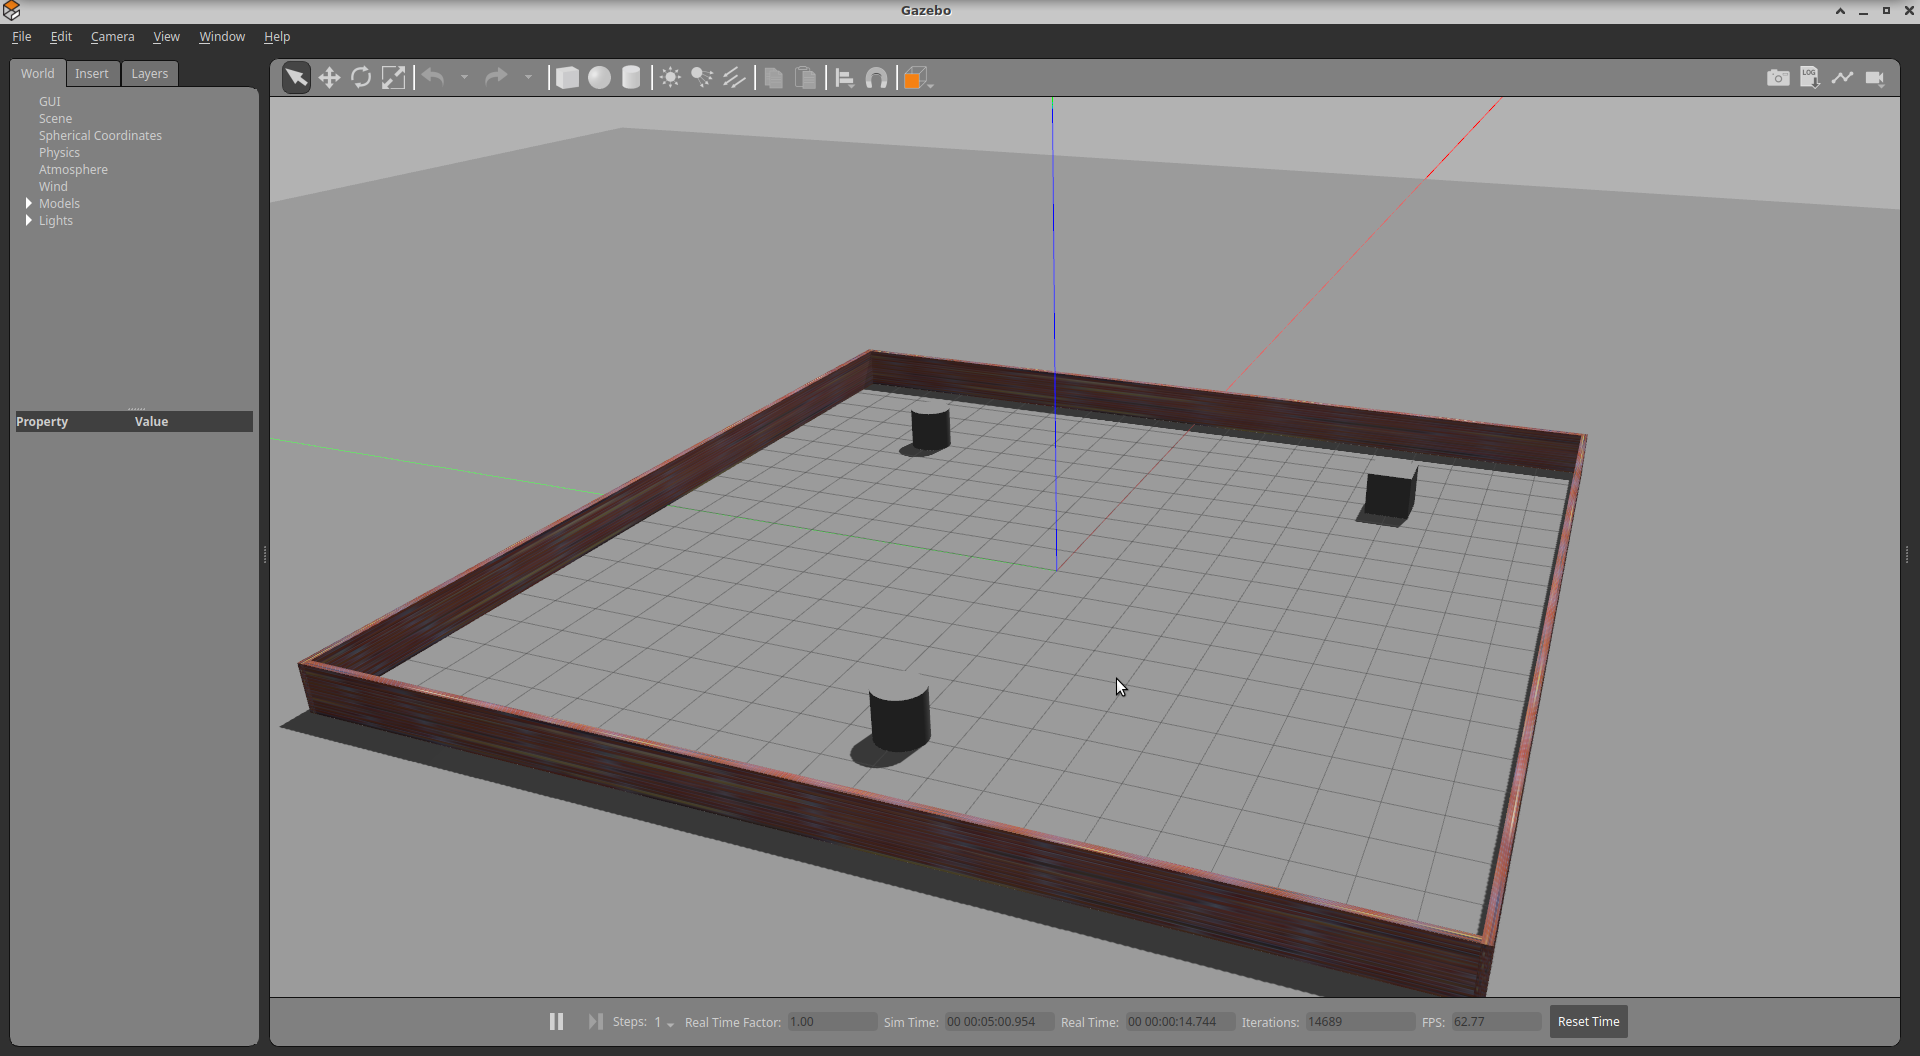 Gazebo
File Edit Camera View Window Help
World Insert Layers
LOG
GUI
Scene
Spherical Coordinates
Physics
Atmosphere
Wind
Models
Lights
Property Value
Steps: 1 Real Time Factor: 1.00 Sim Time: 00 00:05:00.954 Real Time: 00 00:00:14.744 Iterations: 14689 FPS: 62.77 Reset Time